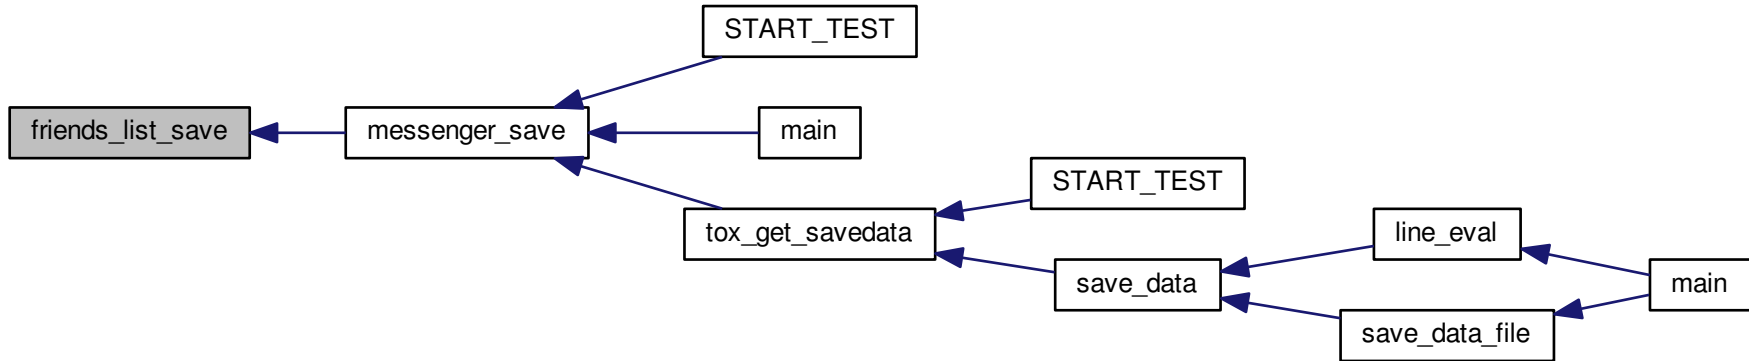 START_TEST
friends_list_save
messenger_save
main
START_TEST
tox_get_savedata
line_eval
save_data
main
save_data_file